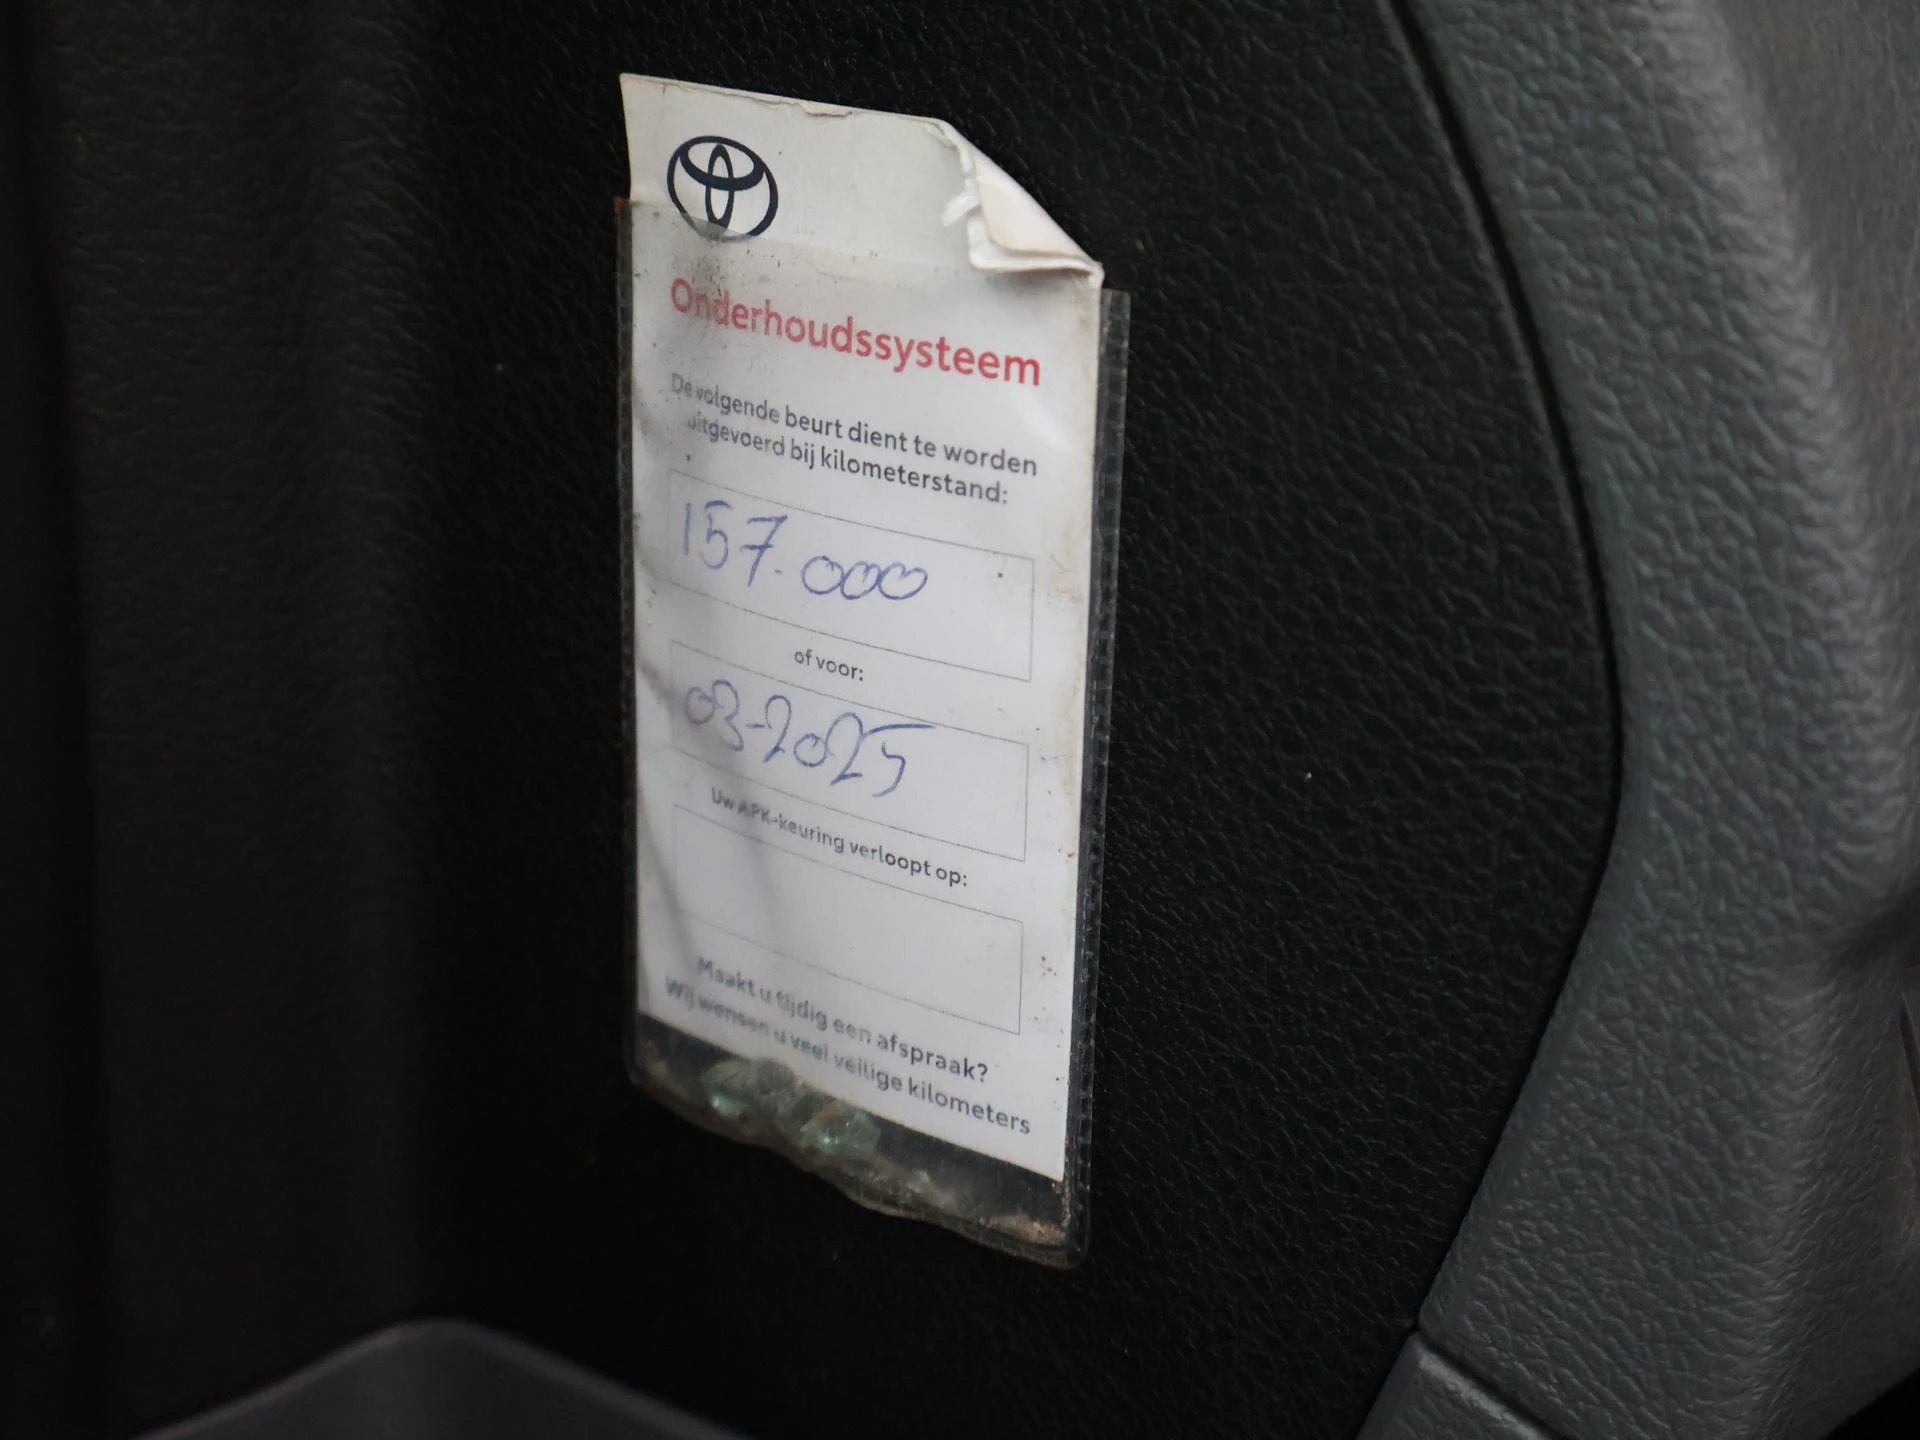 Onderhoudssysteem
De volgende beurt dient te worden
uitgevoerd bij kilometerstand:
157.000
of voor:
03-2025
Uw APK-keuring verloopt op:
Maakt u tijdig een afspraak?
Wij wensen u veel veilige kilometers